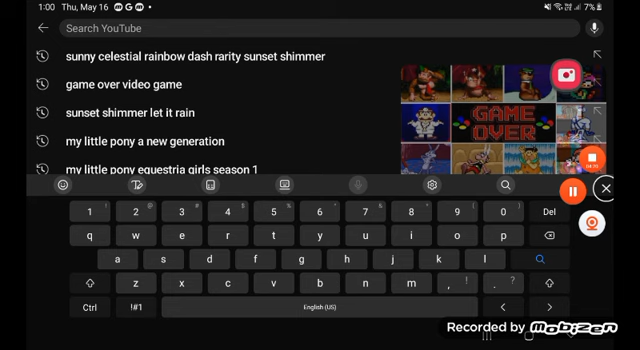 1:00 Thu, May 16 G 7%
Search YouTube
sunny celestial rainbow dash rarity sunset shimmer
game over video game
sunset shimmer let it rain
my little pony a new generation
my little pony equestria girls season 1
GAME
OVER
1 ! 2 @ 3 # 4 $ 5 % 6 ^ 7 & 8 * 9 ( 0 ) Del
q w e r t y u i o p
a s d f g h j k l
z x c v b n m , ! . ?
Ctrl !#1 English (US) < >
Recorded by mobizen